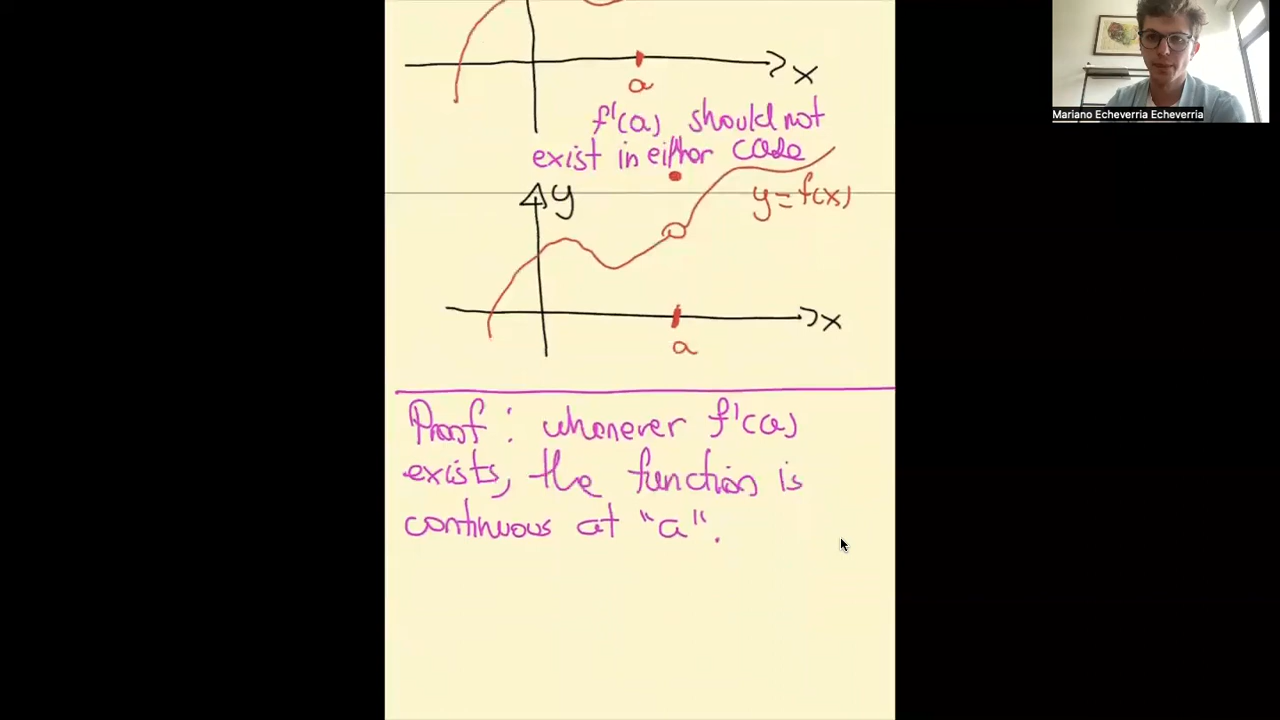 x
a
Mariano Echeverria Echeverria
f'(a) should not
exist in either case
y
y=f(x)
x
a
Proof: whenever f'(a)
exists, the function is
continuous at "a".